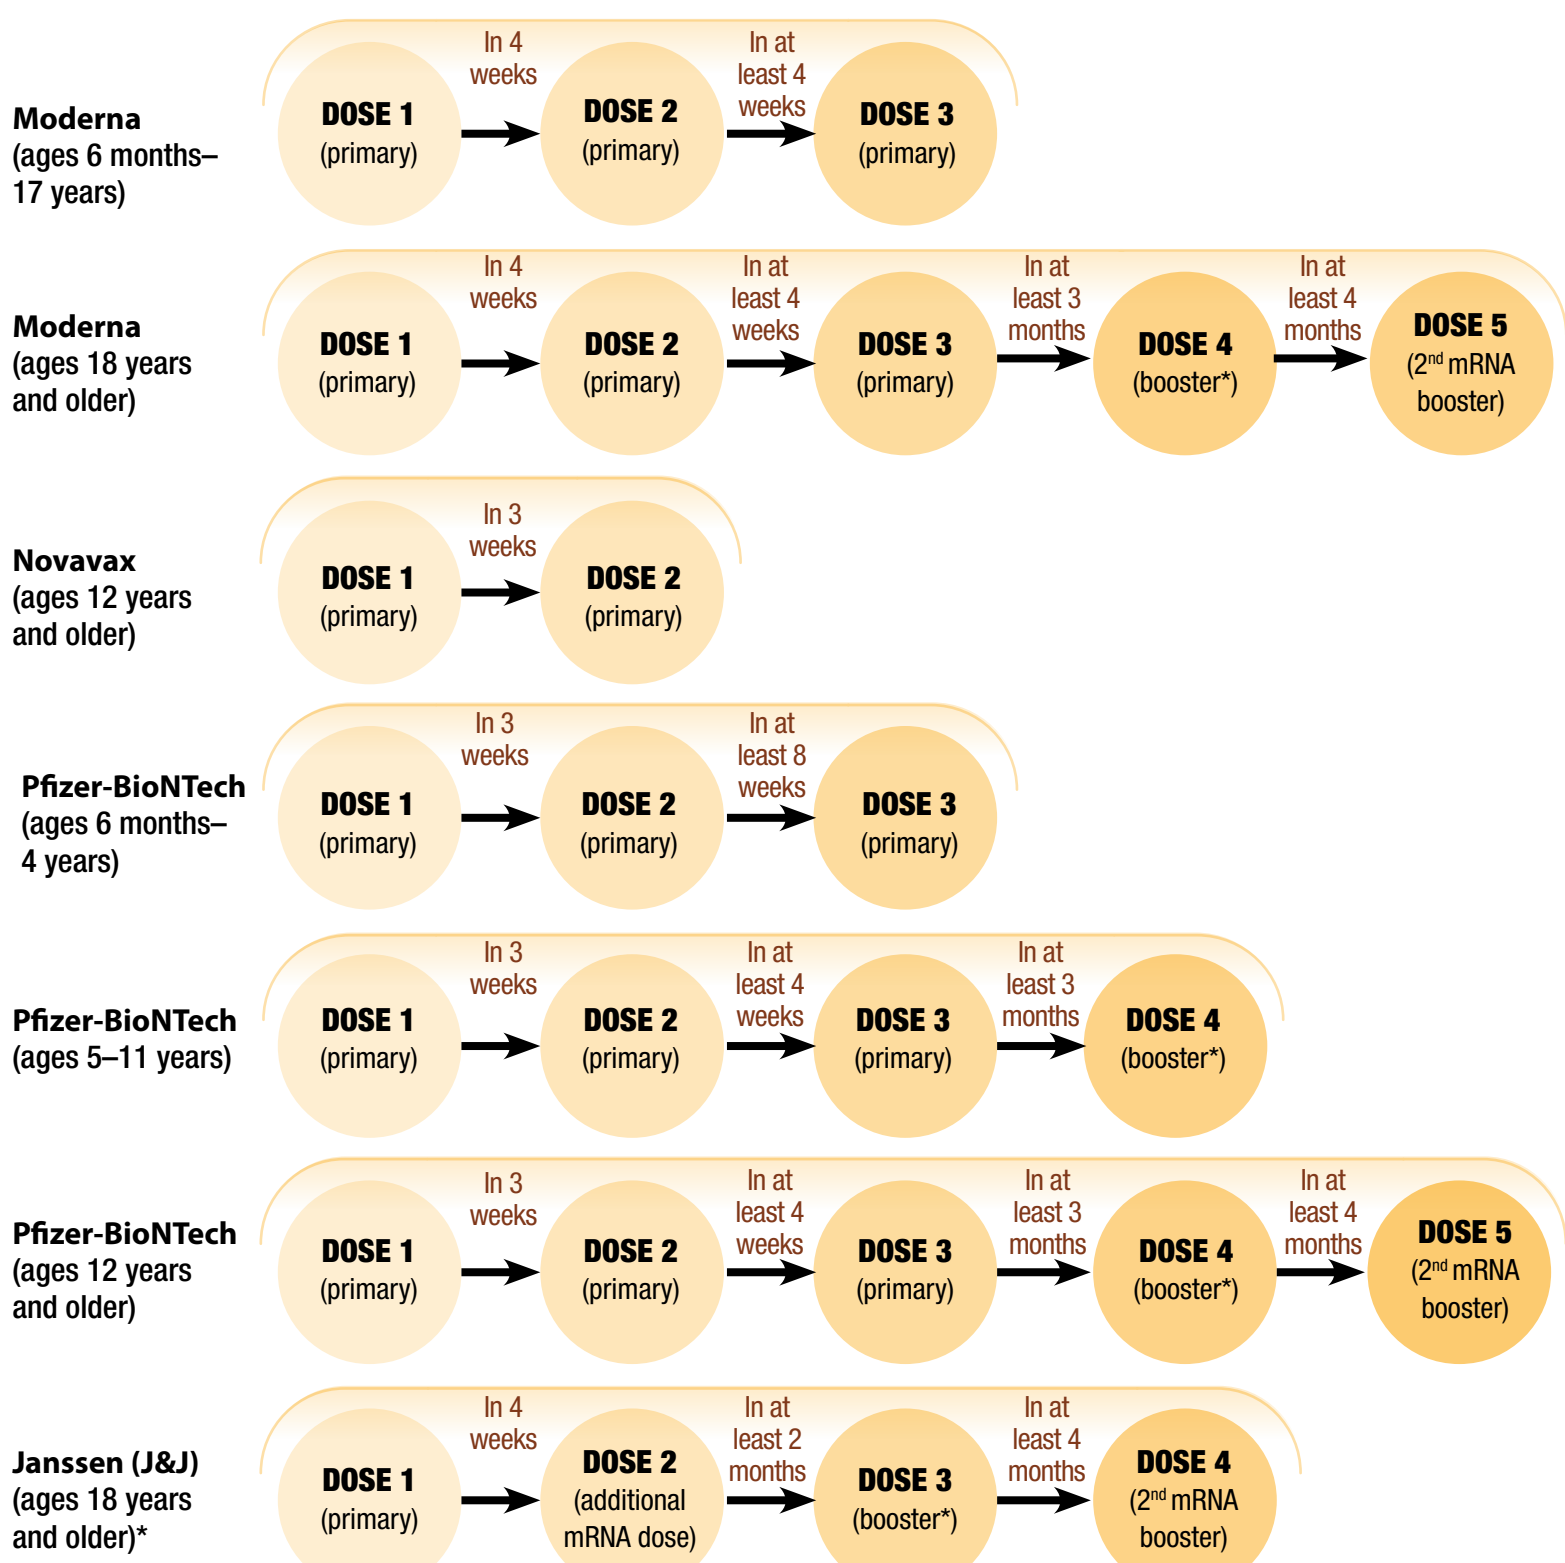 Moderna
(ages 6 months–
17 years)
DOSE 1
(primary)
In 4
weeks
DOSE 2
(primary)
In at
least 4
weeks
DOSE 3
(primary)
Moderna
(ages 18 years
and older)
DOSE 1
(primary)
In 4
weeks
DOSE 2
(primary)
In at
least 4
weeks
DOSE 3
(primary)
In at
least 3
months
DOSE 4
(booster*)
In at
least 4
months
DOSE 5
(2nd mRNA
booster)
Novavax
(ages 12 years
and older)
DOSE 1
(primary)
In 3
weeks
DOSE 2
(primary)
Pfizer-BioNTech
(ages 6 months–
4 years)
DOSE 1
(primary)
In 3
weeks
DOSE 2
(primary)
In at
least 8
weeks
DOSE 3
(primary)
Pfizer-BioNTech
(ages 5–11 years)
DOSE 1
(primary)
In 3
weeks
DOSE 2
(primary)
In at
least 4
weeks
DOSE 3
(primary)
In at
least 3
months
DOSE 4
(booster*)
Pfizer-BioNTech
(ages 12 years
and older)
DOSE 1
(primary)
In 3
weeks
DOSE 2
(primary)
In at
least 4
weeks
DOSE 3
(primary)
In at
least 3
months
DOSE 4
(booster*)
In at
least 4
months
DOSE 5
(2nd mRNA
booster)
Janssen (J&J)
(ages 18 years
and older)*
DOSE 1
(primary)
In 4
weeks
DOSE 2
(additional
mRNA dose)
In at
least 2
months
DOSE 3
(booster*)
In at
least 4
months
DOSE 4
(2nd mRNA
booster)